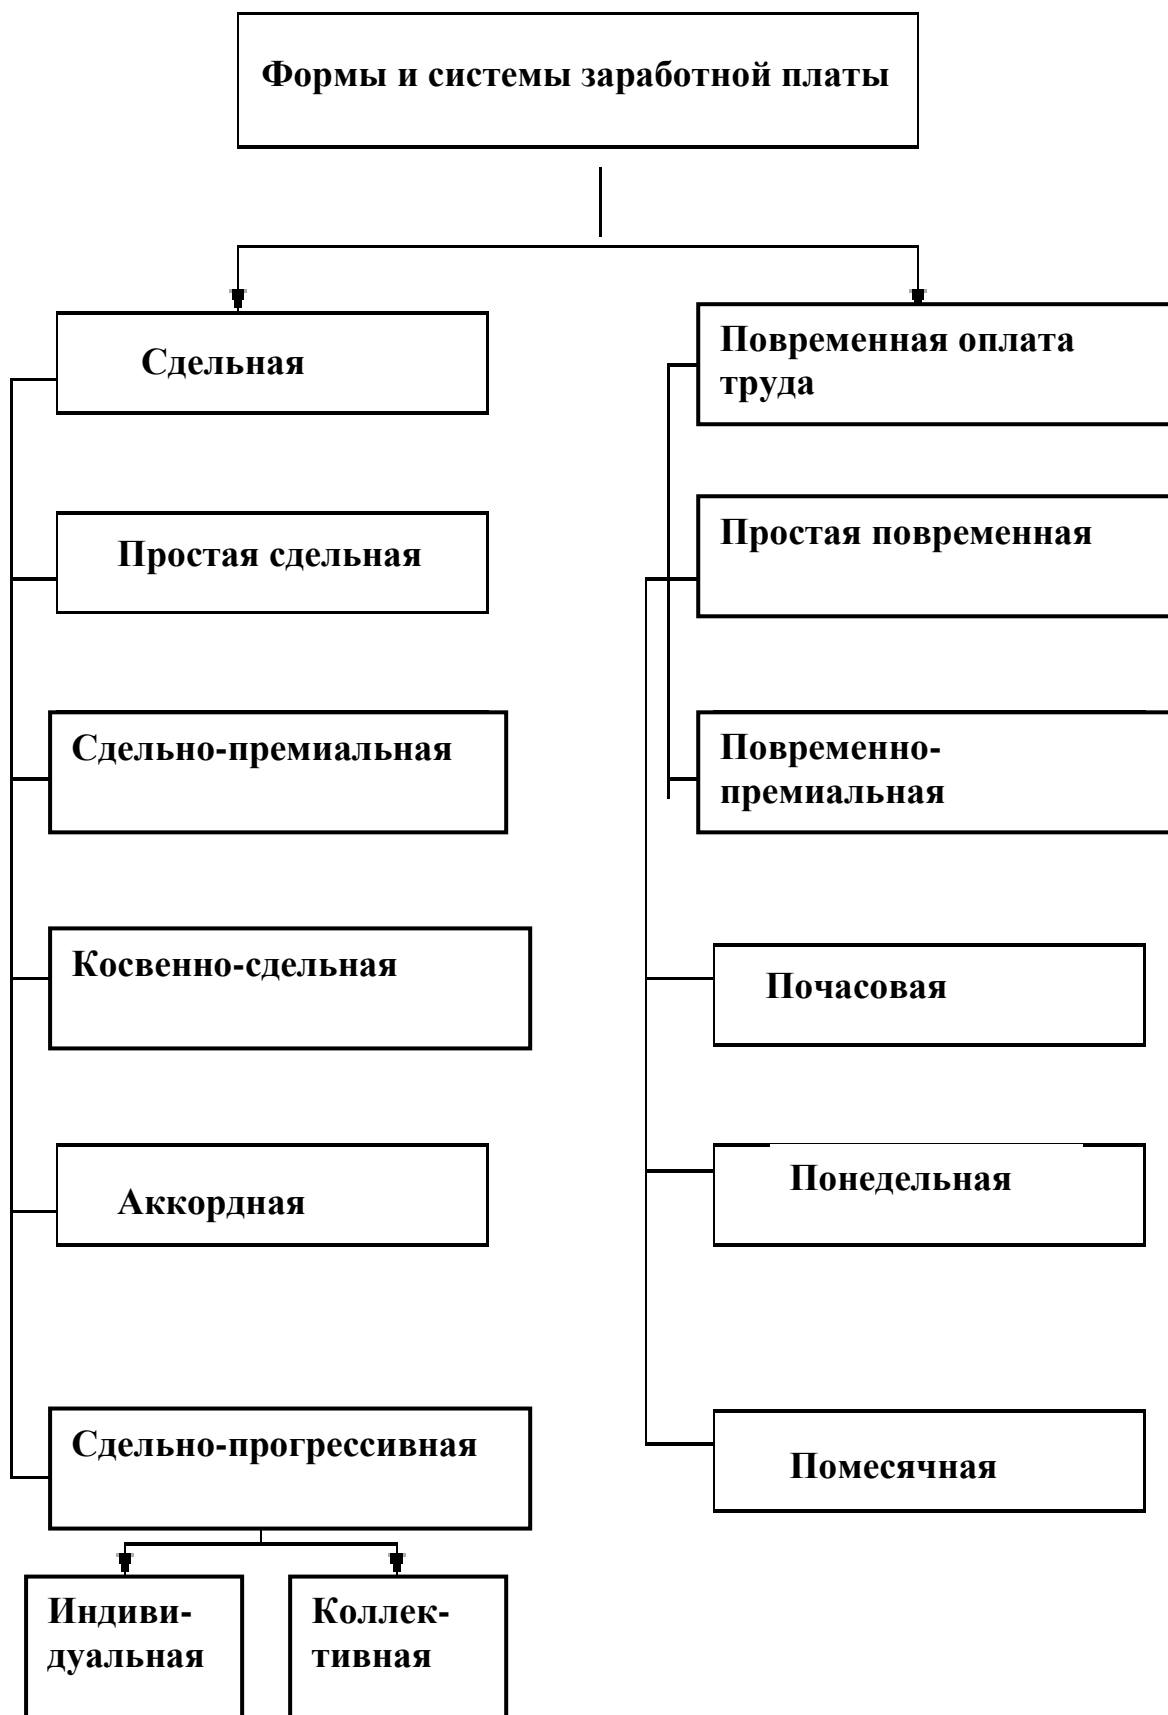 Формы и системы заработной платы
Сдельная
Повременная оплата
труда
Простая сдельная
Простая повременная
Сдельно-премиальная
Повременно-
премиальная
Косвенно-сдельная
Почасовая
Аккордная
Понедельная
Сдельно-прогрессивная
Помесячная
Индиви-
дуальная
Коллек-
тивная